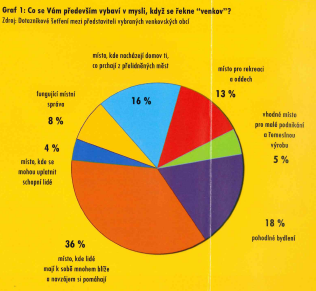 Graf 1: Co se Vám především vybaví v mysli, když se řekne "venkov"?
Zdroj: Dotazníkové šetření mezi představiteli vybraných venkovských obcí
místo, kde nacházejí domov ti,
co prchají z přelidněných měst
16 %
místo pro rekreaci
a oddech
13 %
vhodné místo
pro malé podnikání
a řemeslnou
výrobu
5 %
18 %
pohodlné bydlení
36 %
místo, kde lidé
mají k sobě mnohem blíže
a navzájem si pomáhají
4 %
místo, kde se
mohou uplatnit
schopní lidé
fungující místní
správa
8 %